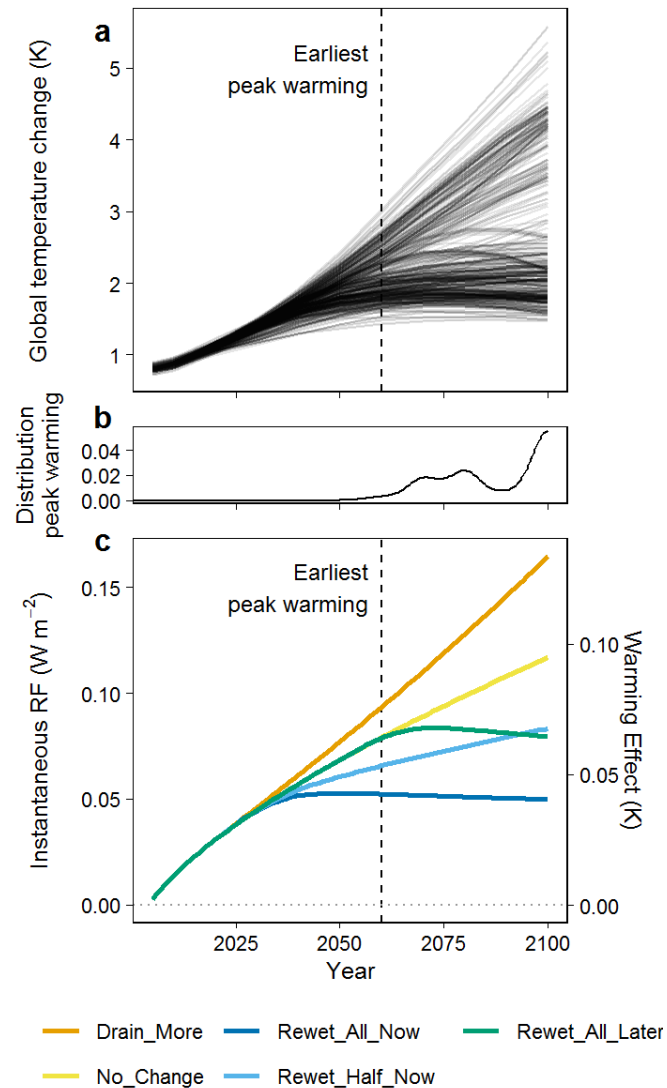 a
Global temperature change (K)
Earliest
peak warming
5
4
3
2
1
b
Distribution
peak warming
0.04
0.02
0.00
c
Instantaneous RF (W m⁻²)
Earliest
peak warming
0.15
0.10
0.05
0.00
Warming Effect (K)
0.10
0.05
0.00
2025 2050 2075 2100
Year
Drain_More Rewet_All_Now Rewet_All_Later
No_Change Rewet_Half_Now